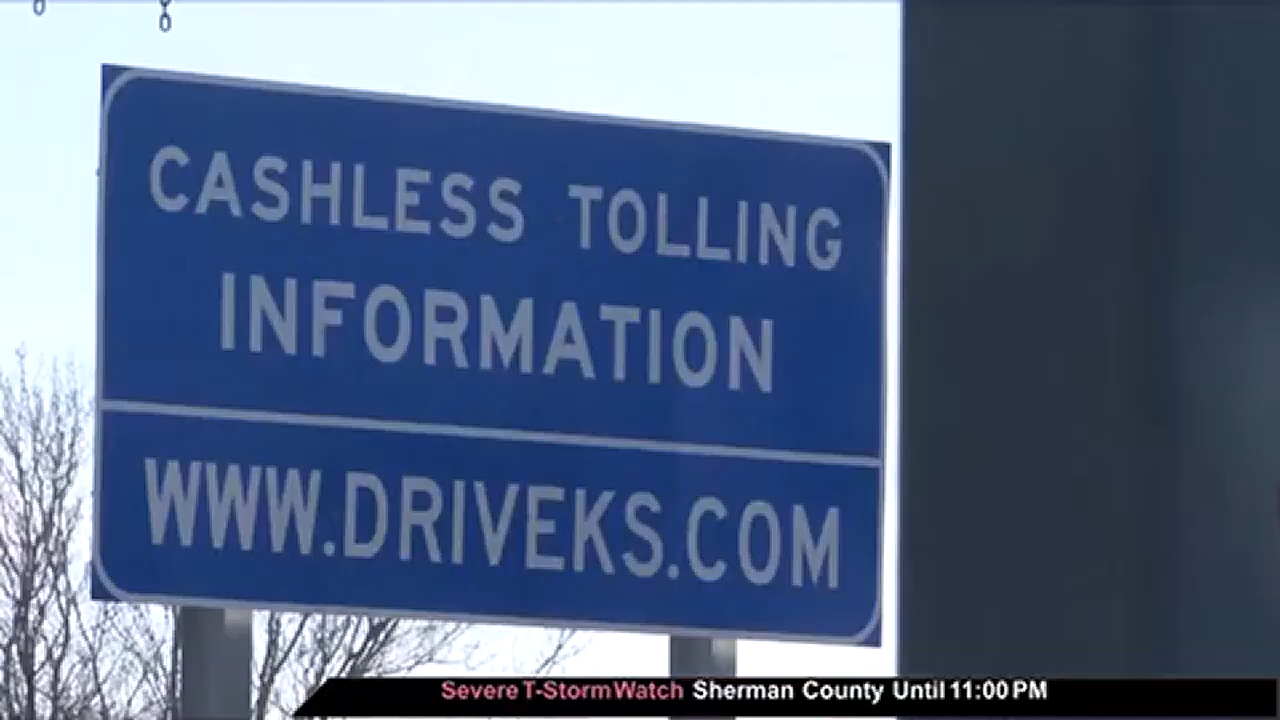 CASHLESS TOLLING
INFORMATION
WWW.DRIVEKS.COM
Severe T-Storm Watch Sherman County Until 11:00 PM